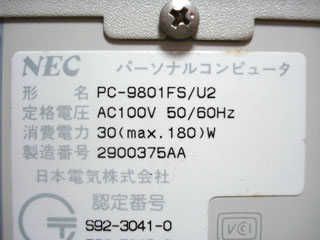 NEC パーソナルコンピュータ
形名 PC-9801FS/U2
定格電圧 AC100V 50/60Hz
消費電力 30(max.180)W
製造番号 2900375AA
日本電気株式会社
認定番号
S92-3041-0
VCI